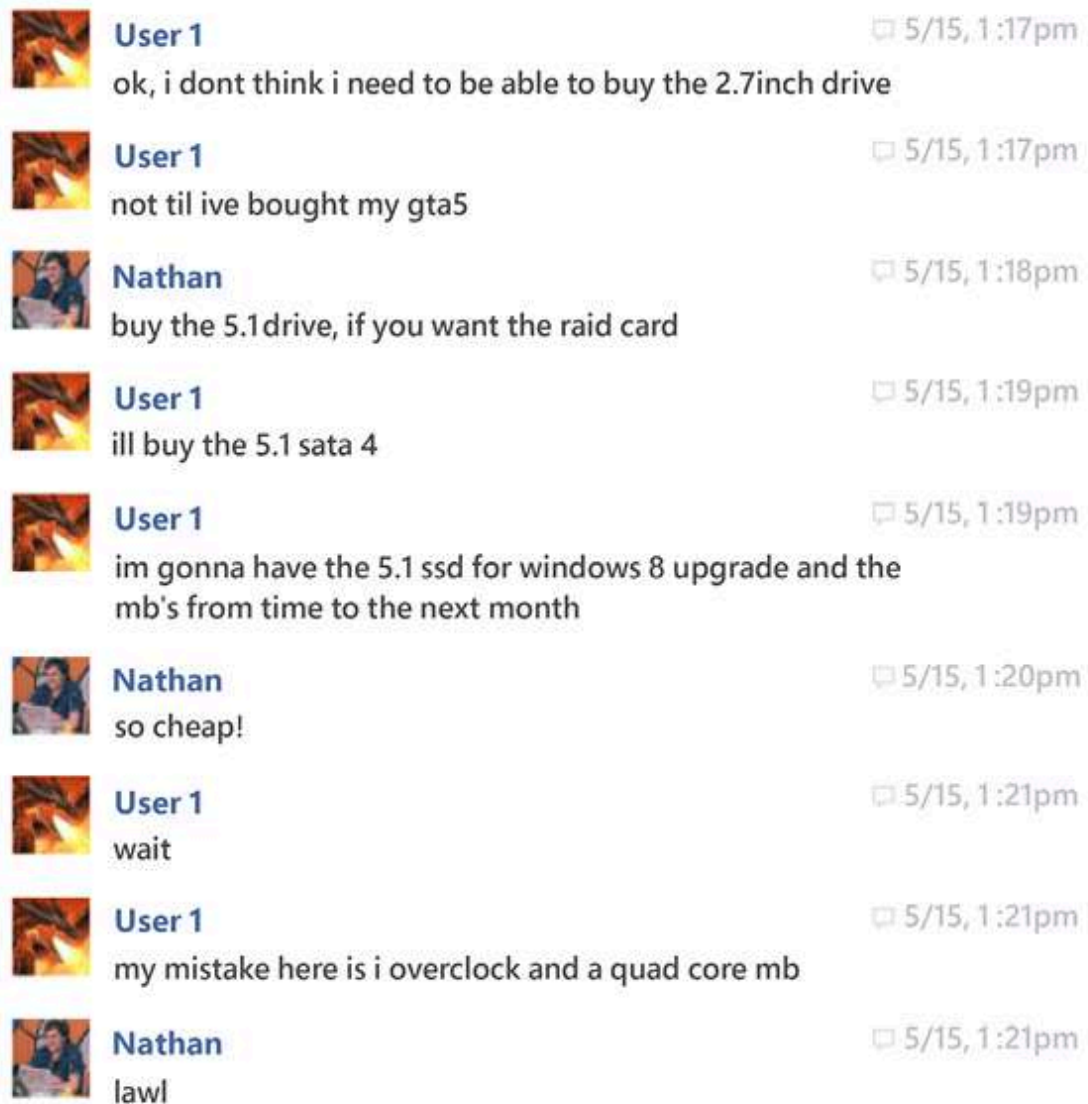 User 1 5/15, 1:17pm
ok, i dont think i need to be able to buy the 2.7inch drive
User 1 5/15, 1:17pm
not til ive bought my gta5
Nathan 5/15, 1:18pm
buy the 5.1drive, if you want the raid card
User 1 5/15, 1:19pm
ill buy the 5.1 sata 4
User 1 5/15, 1:19pm
im gonna have the 5.1 ssd for windows 8 upgrade and the
mb's from time to the next month
Nathan 5/15, 1:20pm
so cheap!
User 1 5/15, 1:21pm
wait
User 1 5/15, 1:21pm
my mistake here is i overclock and a quad core mb
Nathan 5/15, 1:21pm
lawl